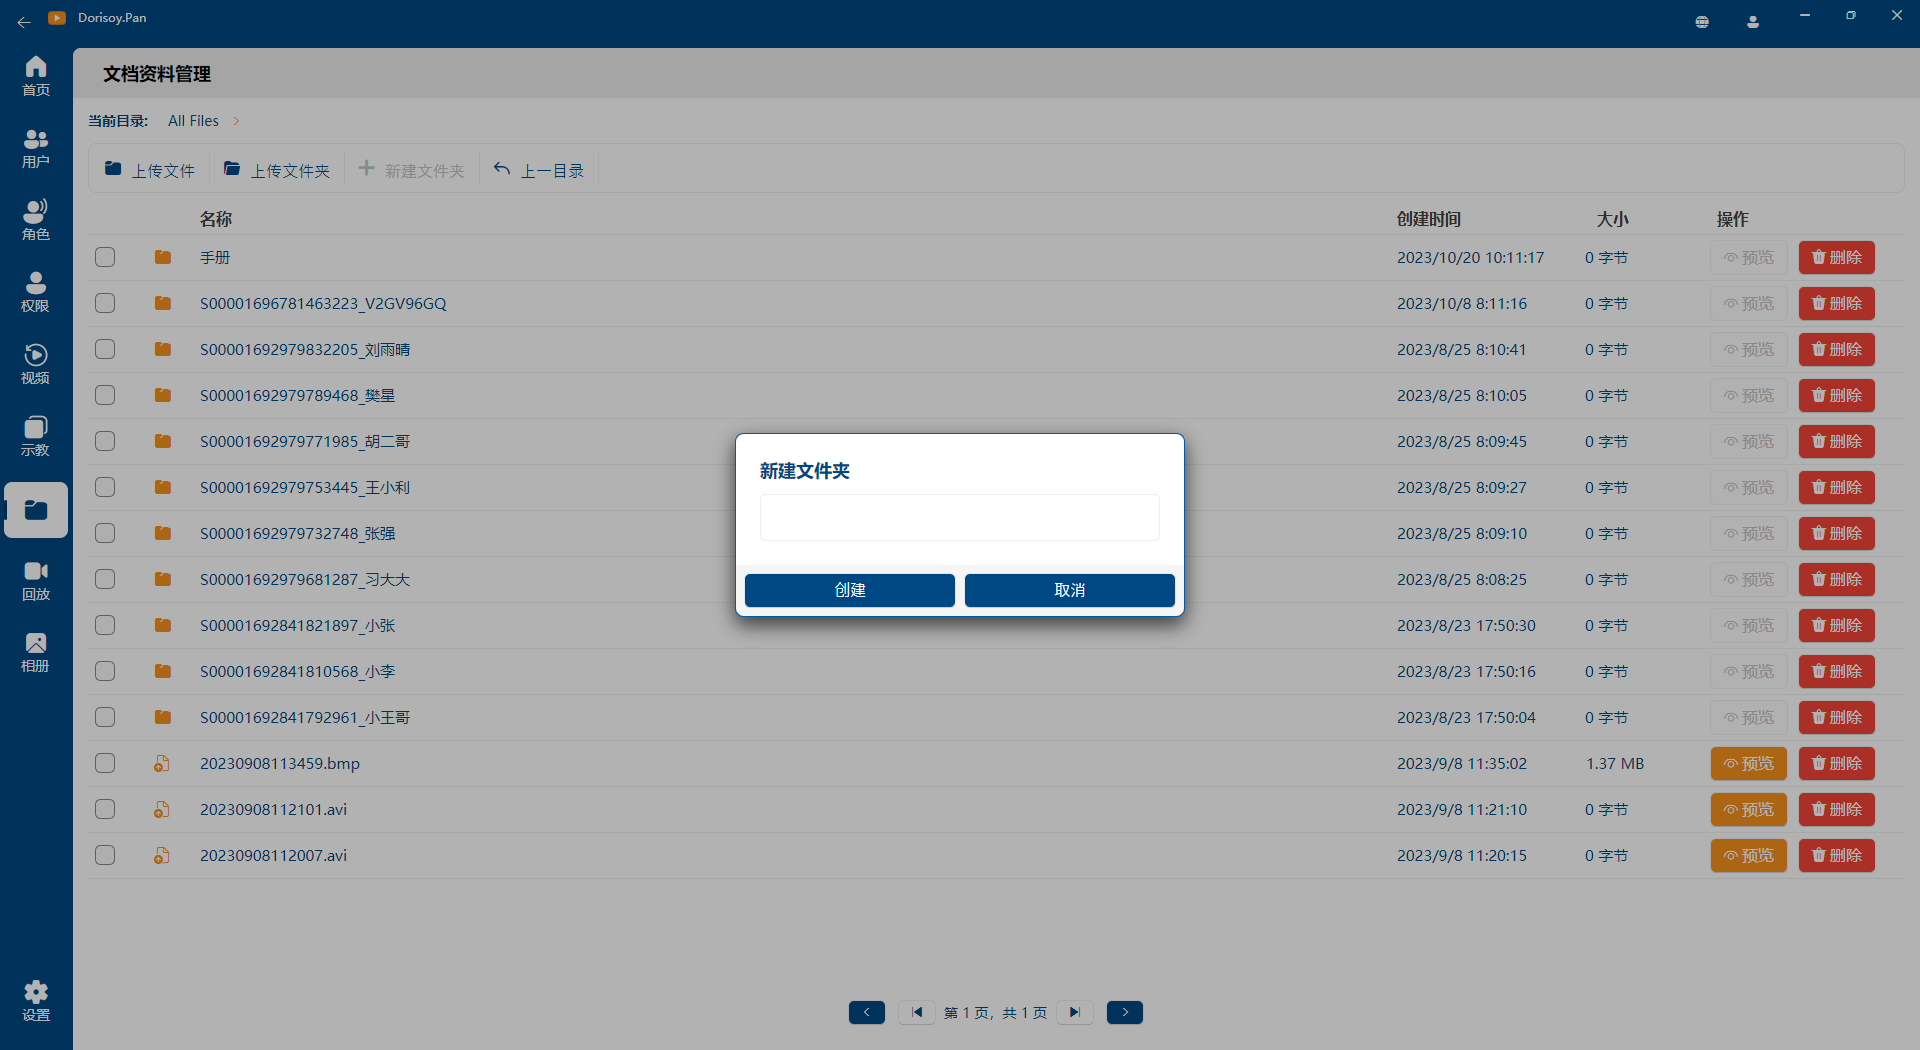 Dorisoy.Pan
首页
用户
角色
权限
视频
示教
回放
相册
设置
文档资料管理
当前目录: All Files
上传文件 上传文件夹 新建文件夹 上一目录
名称 创建时间 大小 操作
手册 2023/10/20 10:11:17 0 字节 预览 删除
S00001696781463223_V2GV96GQ 2023/10/8 8:11:16 0 字节 预览 删除
S00001692979832205_刘雨晴 2023/8/25 8:10:41 0 字节 预览 删除
S00001692979789468_樊星 2023/8/25 8:10:05 0 字节 预览 删除
S00001692979771985_胡二哥 2023/8/25 8:09:45 0 字节 预览 删除
S00001692979753445_王小利 2023/8/25 8:09:27 0 字节 预览 删除
S00001692979732748_张强 2023/8/25 8:09:10 0 字节 预览 删除
S00001692979681287_习大大 2023/8/25 8:08:25 0 字节 预览 删除
S00001692841821897_小张 2023/8/23 17:50:30 0 字节 预览 删除
S00001692841810568_小李 2023/8/23 17:50:16 0 字节 预览 删除
S00001692841792961_小王哥 2023/8/23 17:50:04 0 字节 预览 删除
20230908113459.bmp 2023/9/8 11:35:02 1.37 MB 预览 删除
20230908112101.avi 2023/9/8 11:21:10 0 字节 预览 删除
20230908112007.avi 2023/9/8 11:20:15 0 字节 预览 删除
新建文件夹
创建 取消
第 1 页, 共 1 页